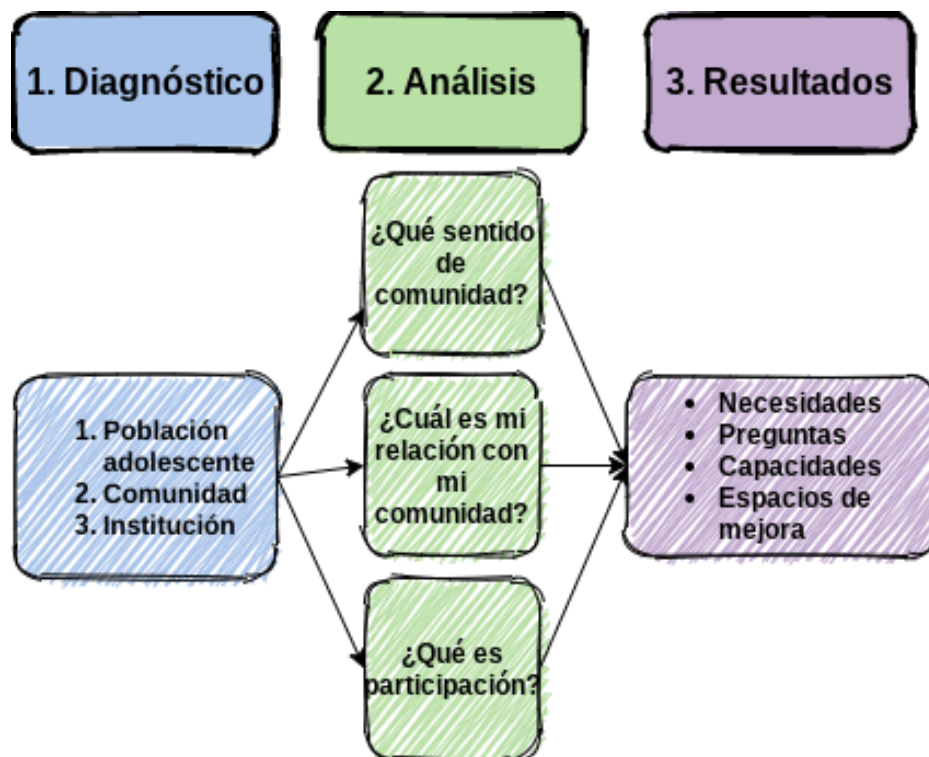 1. Diagnóstico
2. Análisis
3. Resultados
¿Qué sentido
de
comunidad?
1. Población
adolescente
2. Comunidad
3. Institución
¿Cuál es mi
relación con
mi
comunidad?
¿Qué es
participación?
• Necesidades
• Preguntas
• Capacidades
• Espacios de
mejora